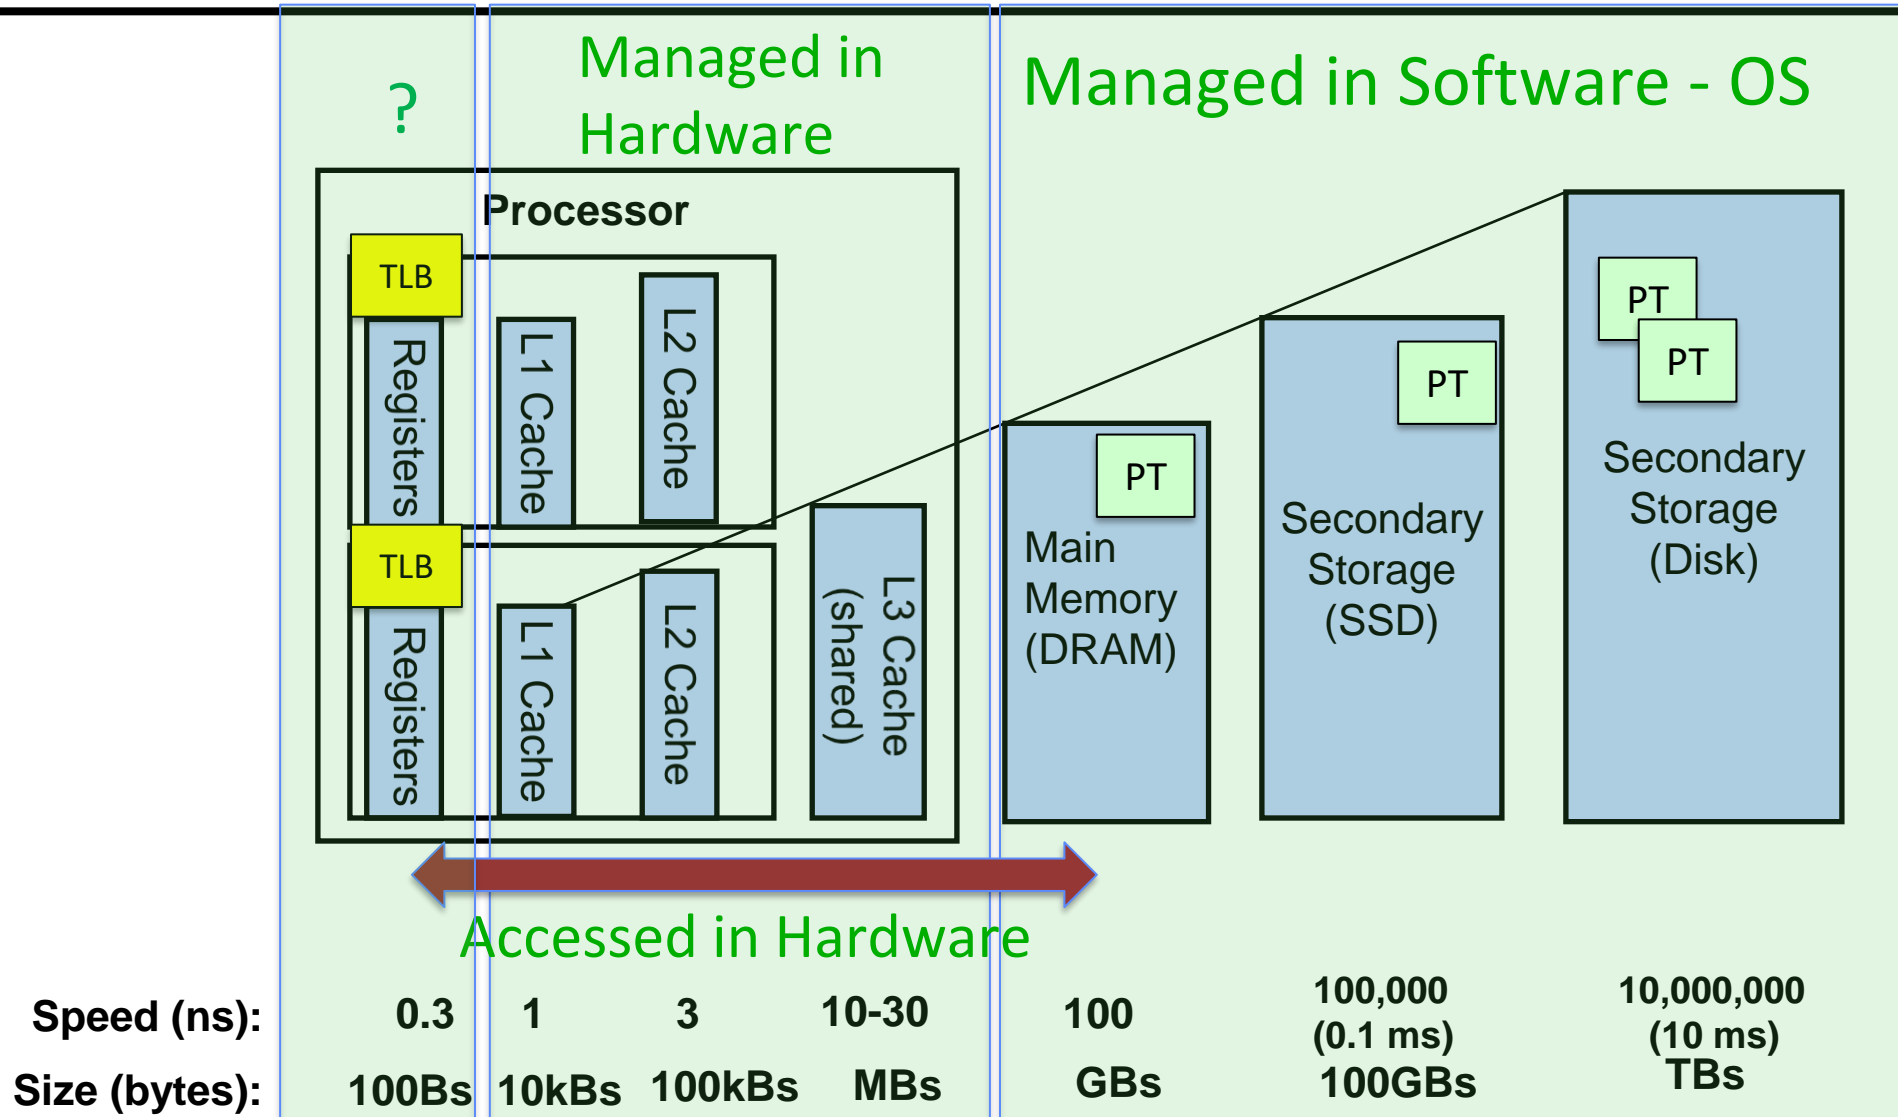 ?
Managed in
Hardware
Managed in Software - OS
Processor
TLB
Registers
L1 Cache
L2 Cache
TLB
Registers
L1 Cache
L2 Cache
L3 Cache
(shared)
PT
Main
Memory
(DRAM)
PT
Secondary
Storage
(SSD)
PT
PT
Secondary
Storage
(Disk)
Accessed in Hardware
Speed (ns): 0.3 1 3 10-30 100 100,000 10,000,000
(0.1 ms) (10 ms)
Size (bytes): 100Bs 10kBs 100kBs MBs GBs 100GBs TBs